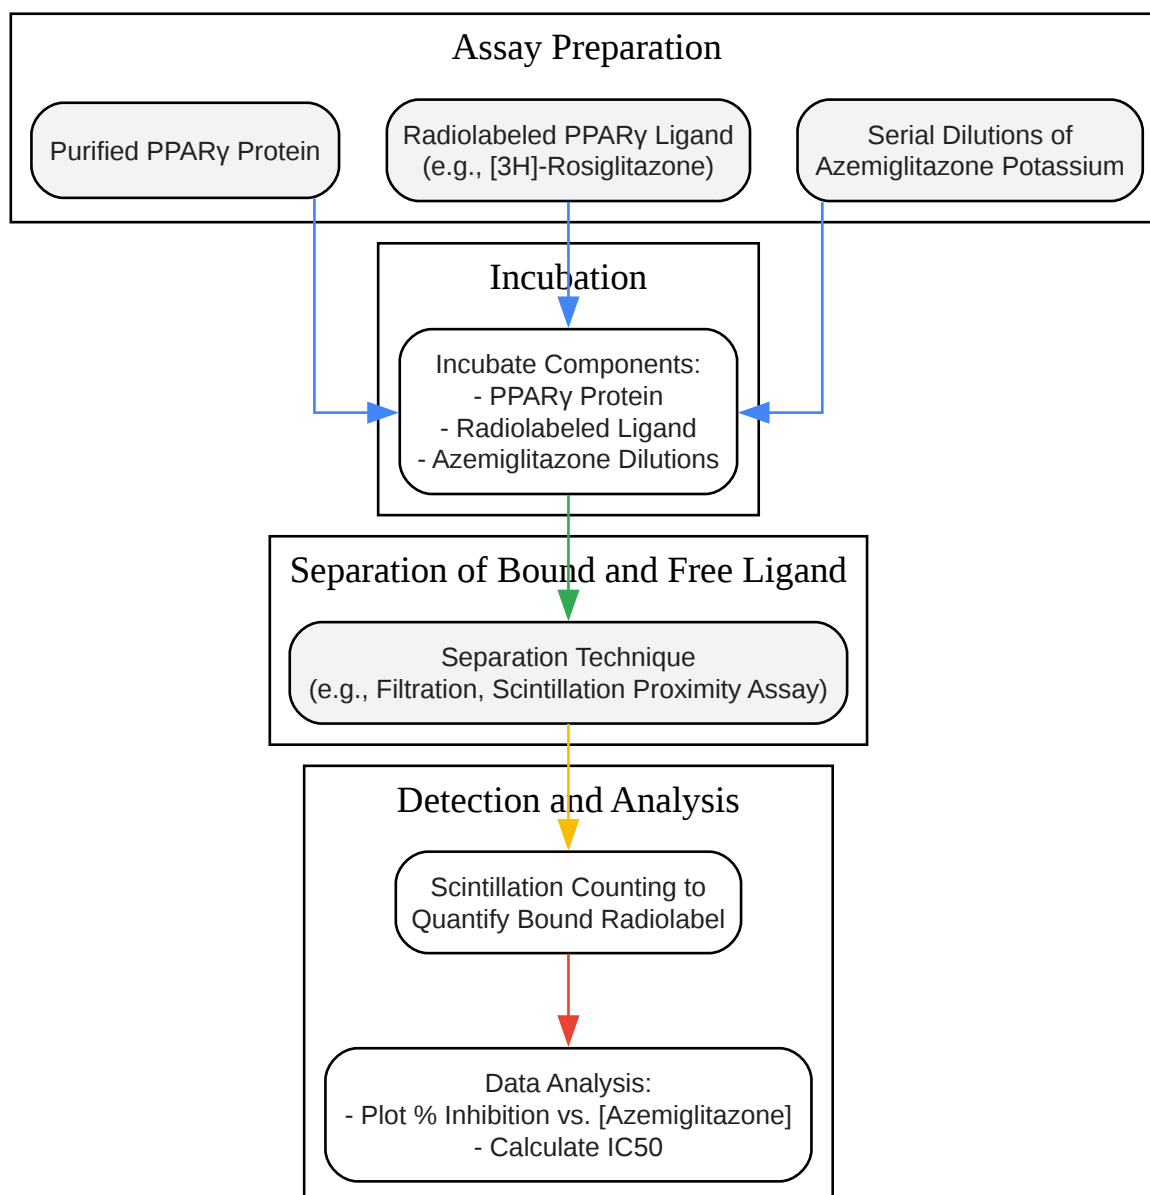 Assay Preparation
Purified PPARγ Protein
Radiolabeled PPARγ Ligand
(e.g., [3H]-Rosiglitazone)
Serial Dilutions of
Azemiglitazone Potassium
Incubation
Incubate Components:
- PPARγ Protein
- Radiolabeled Ligand
- Azemiglitazone Dilutions
Separation of Bound and Free Ligand
Separation Technique
(e.g., Filtration, Scintillation Proximity Assay)
Detection and Analysis
Scintillation Counting to
Quantify Bound Radiolabel
Data Analysis:
- Plot % Inhibition vs. [Azemiglitazone]
- Calculate IC50